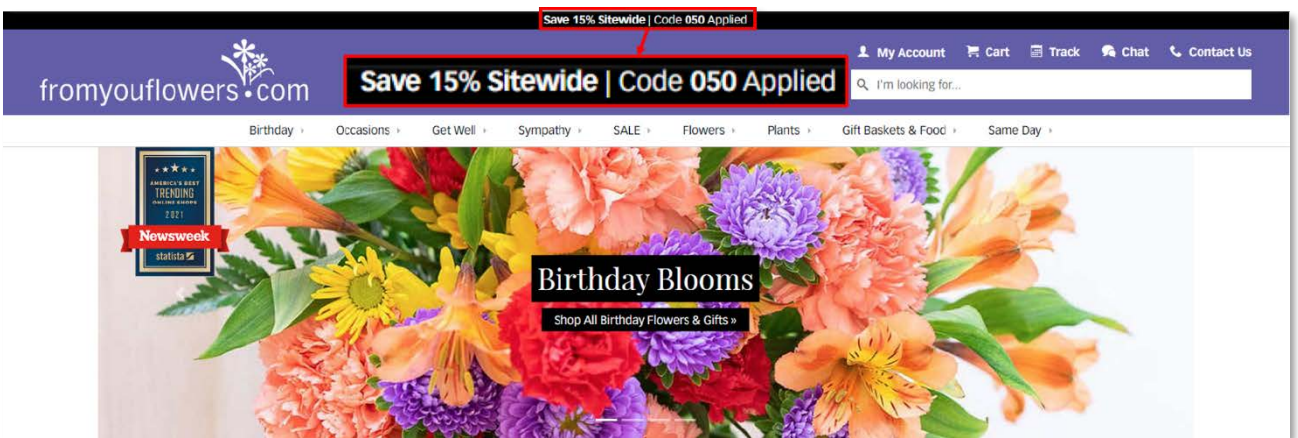 Save 15% Sitewide | Code 050 Applied
fromyouflowers.com
Save 15% Sitewide | Code 050 Applied
My Account Cart Track Chat Contact Us
I'm looking for...
Birthday Occasions Get Well Sympathy SALE Flowers Plants Gift Baskets & Food Same Day
AMERICA'S BEST
TRENDING
ONLINE SHOPS
2021
Newsweek
statista
Birthday Blooms
Shop All Birthday Flowers & Gifts »